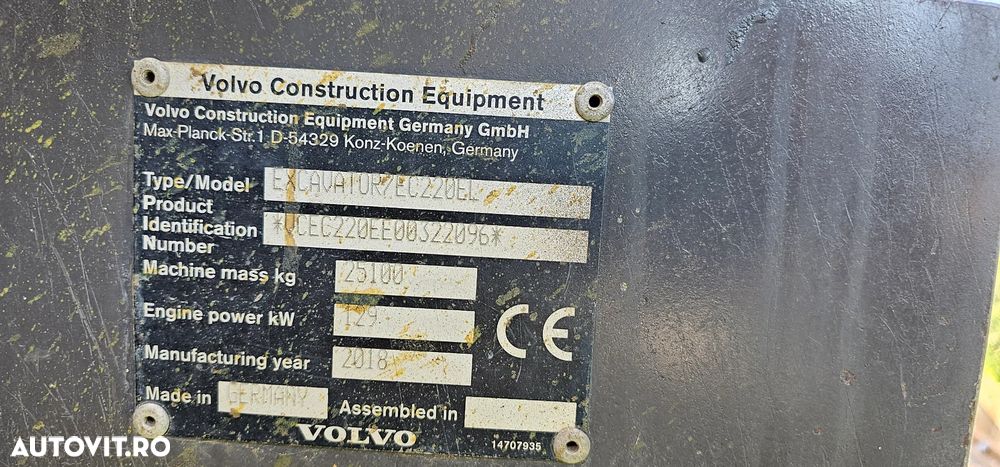 Volvo Construction Equipment
Volvo Construction Equipment Germany GmbH
Max-Planck-Str.1 D-54329 Konz-Koenen, Germany
Type/Model EXCAVATOR/EC220EL
Product
Identification *VCEC220EE00322096*
Number
Machine mass kg 25100
Engine power kW 129
Manufacturing year 2018
CE
Made in GERMANY Assembled in
VOLVO 14707935
AUTOVIT.RO